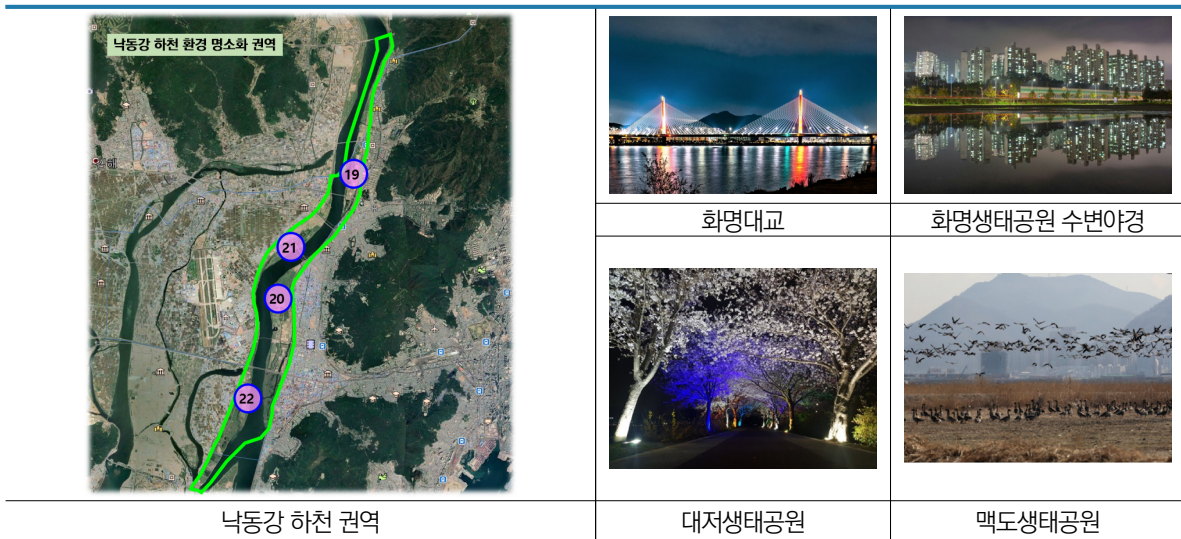 낙동강 하천 환경 명소화 권역
19
21
20
22
화명대교
화명생태공원 수변야경
낙동강 하천 권역
대저생태공원
맥도생태공원